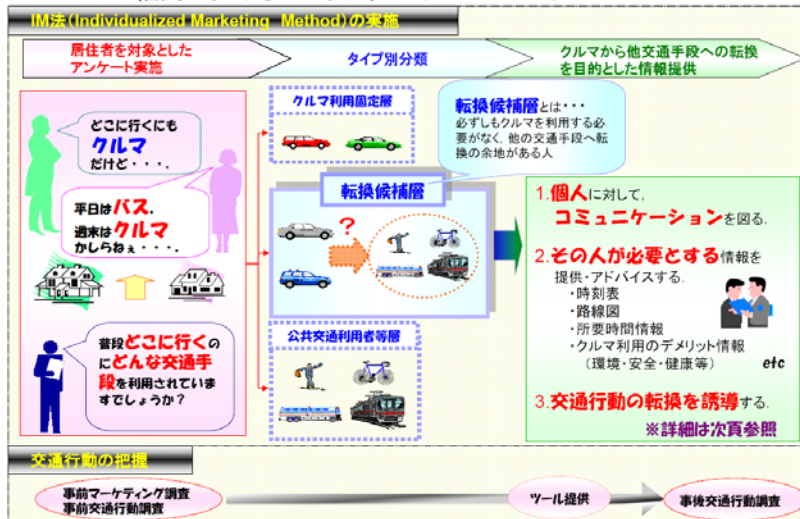 IM法(Individualized Marketing Method)の実施
居住者を対象とした
アンケート実施
タイプ別分類
クルマから他交通手段への転換
を目的とした情報提供
どこに行くにも
クルマ
だけど・・・.
平日はバス.
週末はクルマ
かしらねぇ・・・・.
普段どこに行くの
にどんな交通手
段を利用されていま
すでしょうか?
クルマ利用固定層
転換候補層とは・・・
必ずしもクルマを利用する必
要がなく, 他の交通手段へ転
換の余地がある人
転換候補層
?
公共交通利用者等層
1.個人に対して,
コミュニケーションを図る.
2.その人が必要とする情報を
提供・アドバイスする.
・時刻表
・路線図
・所要時間情報
・クルマ利用のデメリット情報
(環境・安全・健康等)
etc
3.交通行動の転換を誘導する.
※詳細は次頁参照
交通行動の把握
事前マーケティング調査
事前交通行動調査
ツール提供
事後交通行動調査